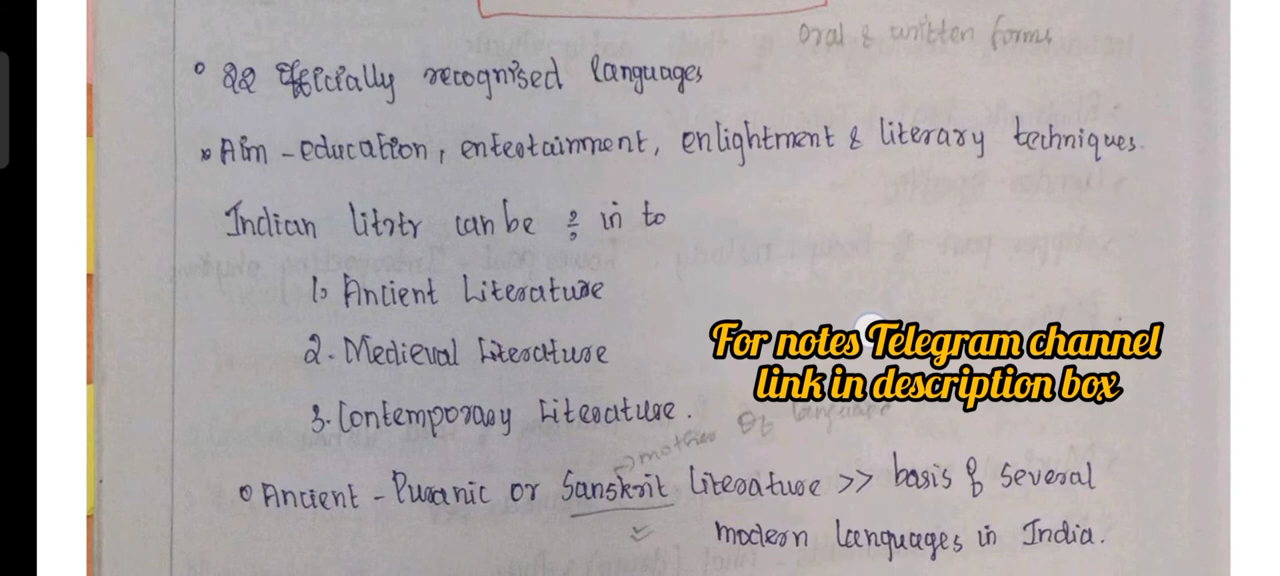 oral & written forms
22 Officially recognised languages
Aim - education, entertainment, enlightment & literary techniques.
Indian litrtr can be ÷ in to
1. Ancient Literature
2. Medieval Literature
For notes Telegram channel
link in description box
3. Contemporary Literature.
→ mother of language
Ancient - Puranic or Sanskrit Literature >> basis of several
modern languages in India.